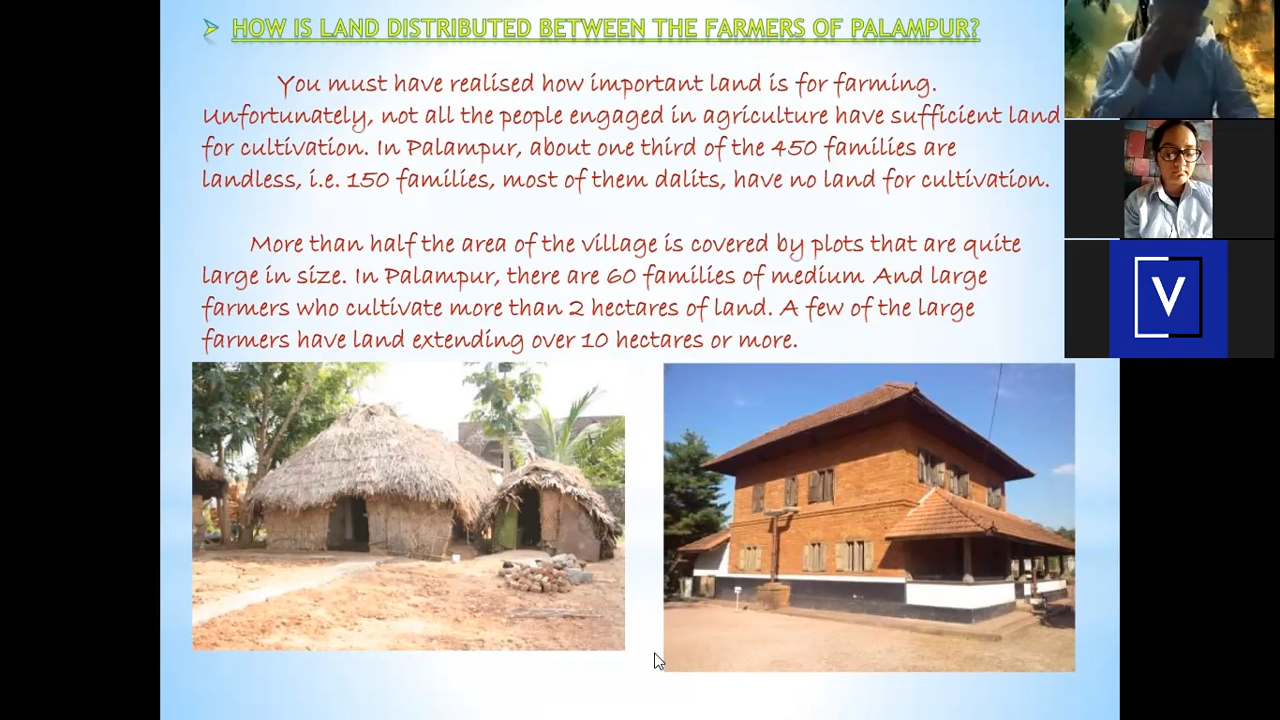 HOW IS LAND DISTRIBUTED BETWEEN THE FARMERS OF PALAMPUR?
You must have realised how important land is for farming.
Unfortunately, not all the people engaged in agriculture have sufficient land
for cultivation. In Palampur, about one third of the 450 families are
landless, i.e. 150 families, most of them dalits, have no land for cultivation.
More than half the area of the village is covered by plots that are quite
large in size. In Palampur, there are 60 families of medium And large
farmers who cultivate more than 2 hectares of land. A few of the large
farmers have land extending over 10 hectares or more.
V